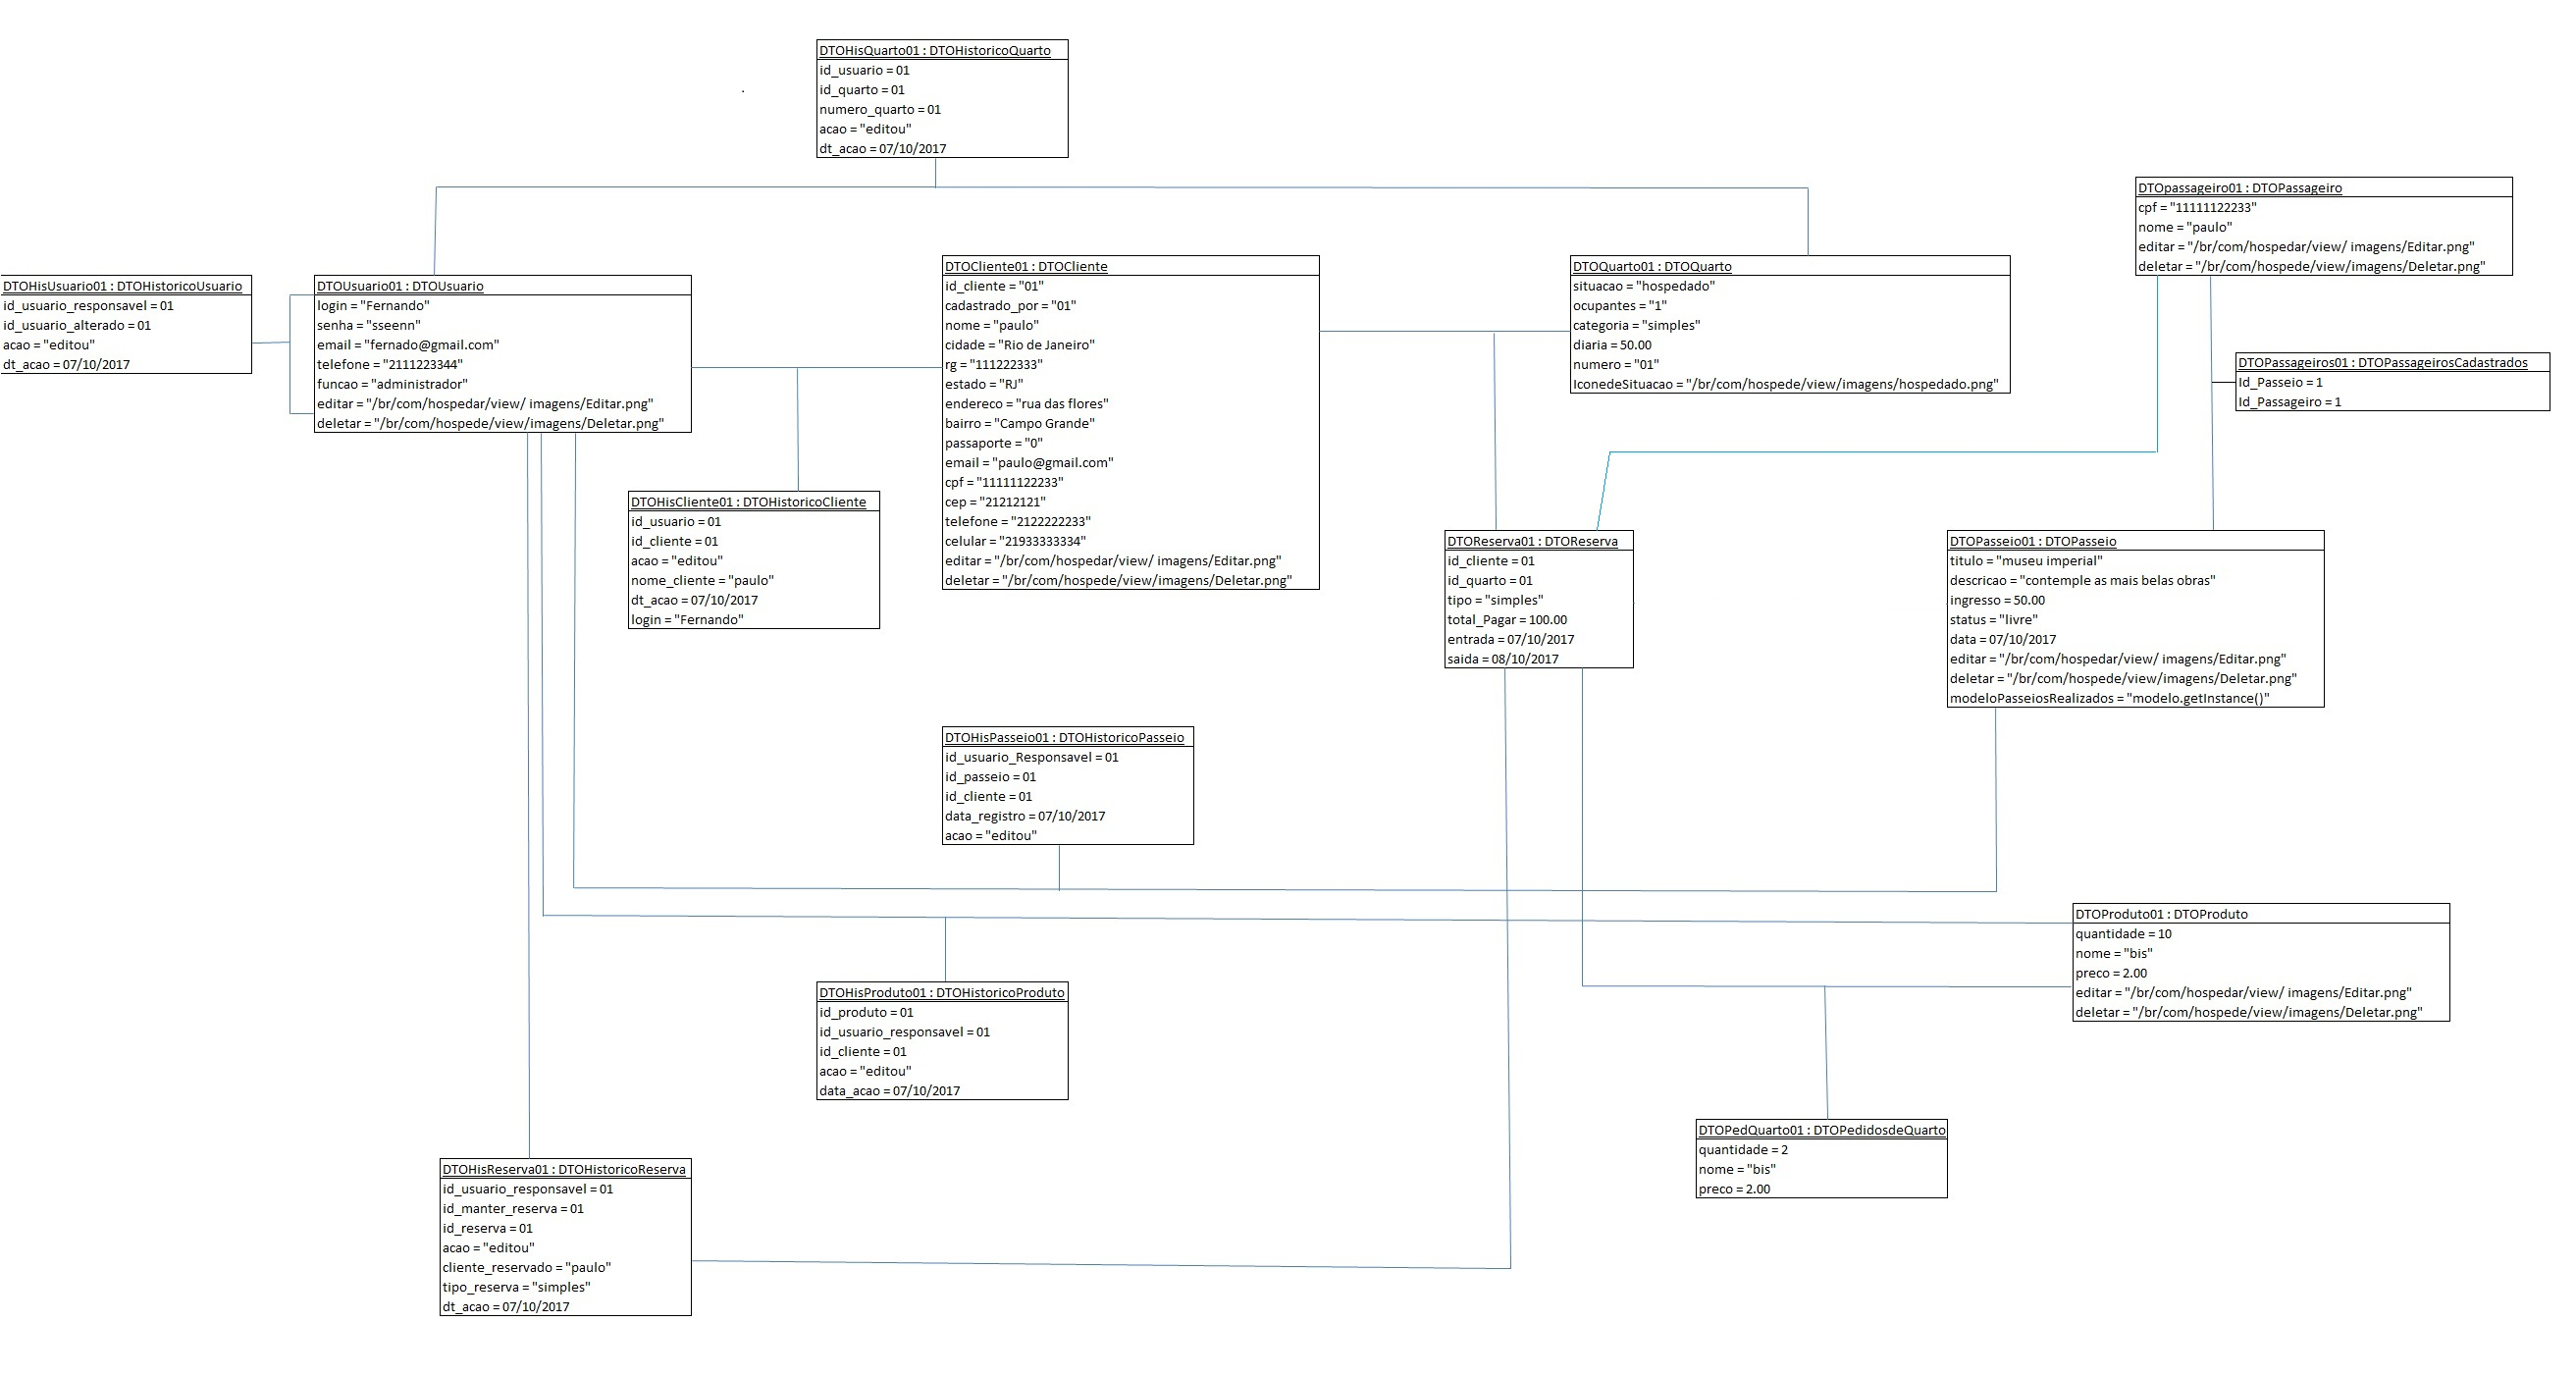 DTOHisQuarto01 : DTOHistoricoQuarto
id_usuario = 01
id_quarto = 01
numero_quarto = 01
acao = "editou"
dt_acao = 07/10/2017
DTOpassageiro01 : DTOPassageiro
cpf = "11111122233"
nome = "paulo"
editar = "/br/com/hospedar/view/ imagens/Editar.png"
deletar = "/br/com/hospede/view/imagens/Deletar.png"
DTOHisUsuario01 : DTOHistoricoUsuario
id_usuario_responsavel = 01
id_usuario_alterado = 01
acao = "editou"
dt_acao = 07/10/2017
DTOUsuario01 : DTOUsuario
login = "Fernando"
senha = "sseenn"
email = "fernado@gmail.com"
telefone = "2111223344"
funcao = "administrador"
editar = "/br/com/hospedar/view/ imagens/Editar.png"
deletar = "/br/com/hospede/view/imagens/Deletar.png"
DTOCliente01 : DTOCliente
id_cliente = "01"
cadastrado_por = "01"
nome = "paulo"
cidade = "Rio de Janeiro"
rg = "111222333"
estado = "RJ"
endereco = "rua das flores"
bairro = "Campo Grande"
passaporte = "0"
email = "paulo@gmail.com"
cpf = "11111122233"
cep = "21212121"
telefone = "2122222233"
celular = "21933333334"
editar = "/br/com/hospedar/view/ imagens/Editar.png"
deletar = "/br/com/hospede/view/imagens/Deletar.png"
DTOQuarto01 : DTOQuarto
situacao = "hospedado"
ocupantes = "1"
categoria = "simples"
diaria = 50.00
numero = "01"
IconedeSituacao = "/br/com/hospede/view/imagens/hospedado.png"
DTOPassageiros01 : DTOPassageirosCadastrados
Id_Passeio = 1
Id_Passageiro = 1
DTOHisCliente01 : DTOHistoricoCliente
id_usuario = 01
id_cliente = 01
acao = "editou"
nome_cliente = "paulo"
dt_acao = 07/10/2017
login = "Fernando"
DTOReserva01 : DTOReserva
id_cliente = 01
id_quarto = 01
tipo = "simples"
total_Pagar = 100.00
entrada = 07/10/2017
saida = 08/10/2017
DTOPasseio01 : DTOPasseio
titulo = "museu imperial"
descricao = "contemple as mais belas obras"
ingresso = 50.00
status = "livre"
data = 07/10/2017
editar = "/br/com/hospedar/view/ imagens/Editar.png"
deletar = "/br/com/hospede/view/imagens/Deletar.png"
modeloPasseiosRealizados = "modelo.getInstance()"
DTOHisPasseio01 : DTOHistoricoPasseio
id_usuario_Responsavel = 01
id_passeio = 01
id_cliente = 01
data_registro = 07/10/2017
acao = "editou"
DTOProduto01 : DTOProduto
quantidade = 10
nome = "bis"
preco = 2.00
editar = "/br/com/hospedar/view/ imagens/Editar.png"
deletar = "/br/com/hospede/view/imagens/Deletar.png"
DTOHisProduto01 : DTOHistoricoProduto
id_produto = 01
id_usuario_responsavel = 01
id_cliente = 01
acao = "editou"
data_acao = 07/10/2017
DTOPedQuarto01 : DTOPedidosdeQuarto
quantidade = 2
nome = "bis"
preco = 2.00
DTOHisReserva01 : DTOHistoricoReserva
id_usuario_responsavel = 01
id_manter_reserva = 01
id_reserva = 01
acao = "editou"
cliente_reservado = "paulo"
tipo_reserva = "simples"
dt_acao = 07/10/2017